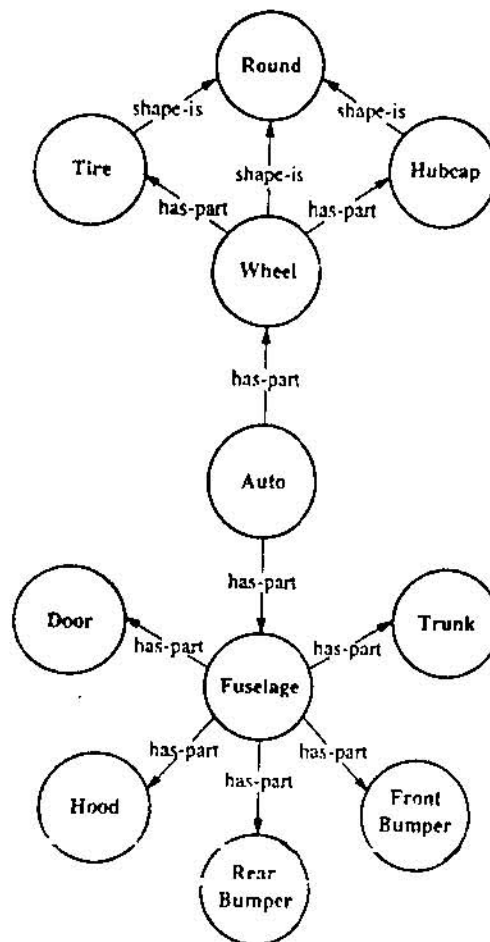 Round
shape-is
shape-is
Tire
shape-is
Hubcap
has-part
has-part
Wheel
has-part
Auto
has-part
Door
Trunk
has-part
has-part
Fuselage
has-part
has-part
has-part
Hood
Front
Bumper
Rear
Bumper